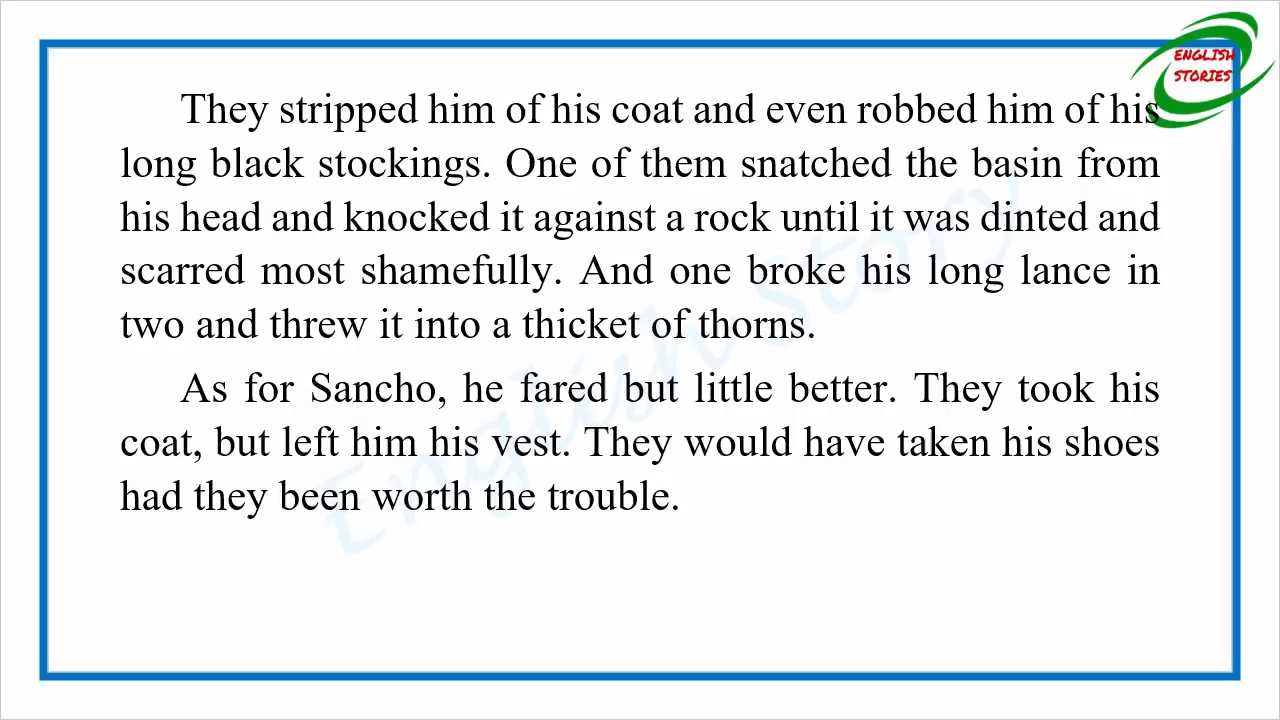 ENGLISH
STORIES
They stripped him of his coat and even robbed him of his
long black stockings. One of them snatched the basin from
his head and knocked it against a rock until it was dinted and
scarred most shamefully. And one broke his long lance in
two and threw it into a thicket of thorns.
As for Sancho, he fared but little better. They took his
coat, but left him his vest. They would have taken his shoes
had they been worth the trouble.
English Story